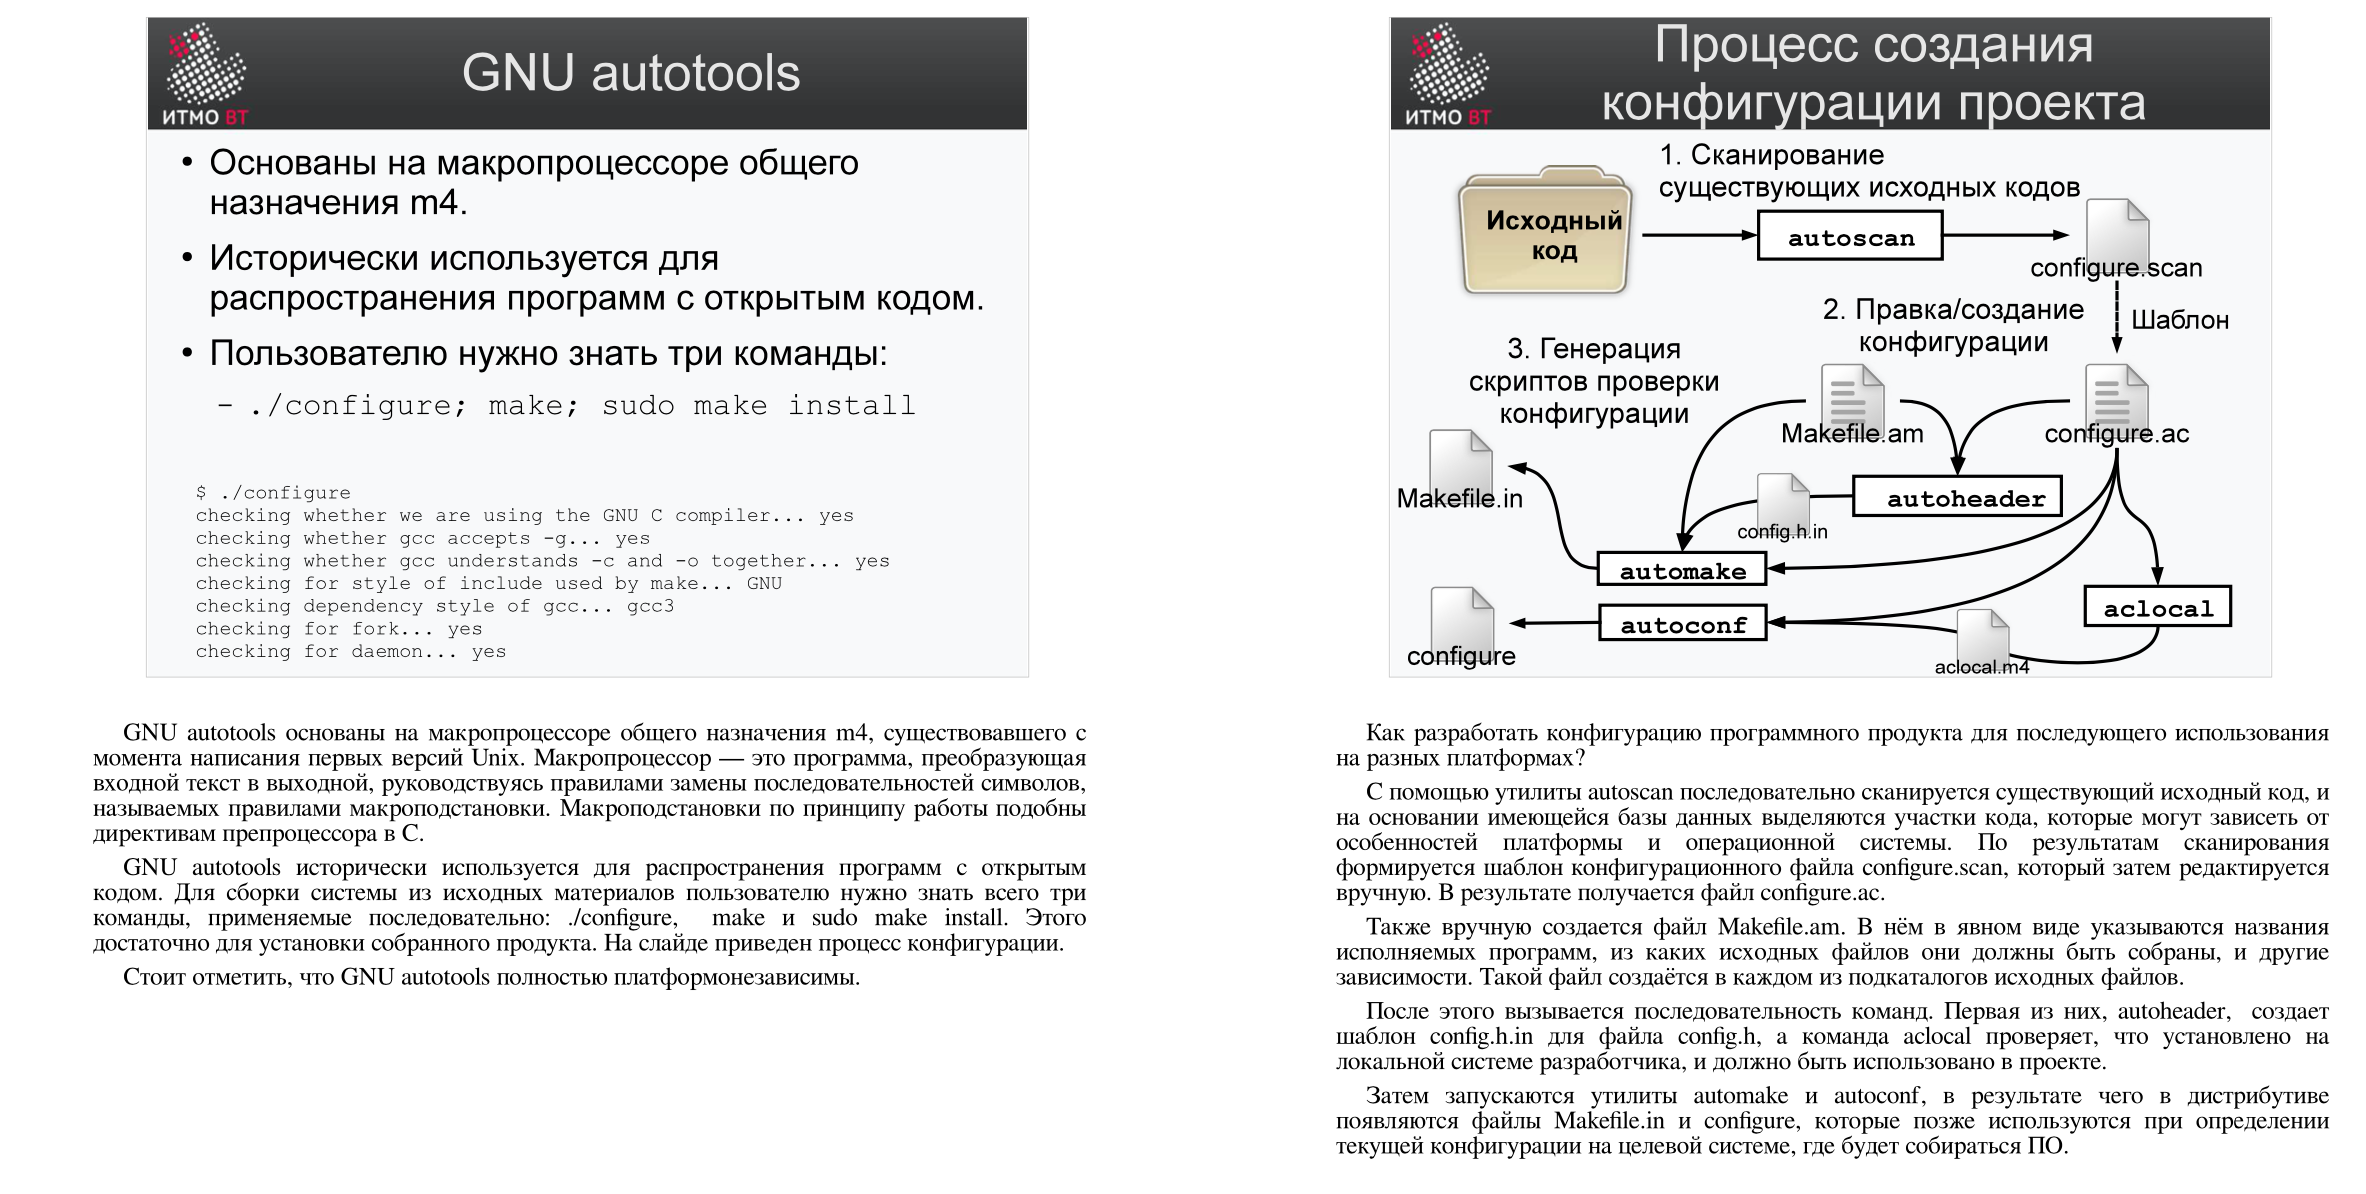 ИТМО ВТ
GNU autotools
• Основаны на макропроцессоре общего
назначения m4.
• Исторически используется для
распространения программ с открытым кодом.
• Пользователю нужно знать три команды:
– ./configure; make; sudo make install
$ ./configure
checking whether we are using the GNU C compiler... yes
checking whether gcc accepts -g... yes
checking whether gcc understands -c and -o together... yes
checking for style of include used by make... GNU
checking dependency style of gcc... gcc3
checking for fork... yes
checking for daemon... yes
GNU autotools основаны на макропроцессоре общего назначения m4, существовавшего с
момента написания первых версий Unix. Макропроцессор — это программа, преобразующая
входной текст в выходной, руководствуясь правилами замены последовательностей символов,
называемых правилами макроподстановки. Макроподстановки по принципу работы подобны
директивам препроцессора в С.
GNU autotools исторически используется для распространения программ с открытым
кодом. Для сборки системы из исходных материалов пользователю нужно знать всего три
команды, применяемые последовательно: ./configure, make и sudo make install. Этого
достаточно для установки собранного продукта. На слайде приведен процесс конфигурации.
Стоит отметить, что GNU autotools полностью платформонезависимы.
ИТМО ВТ
Процесс создания
конфигурации проекта
1. Сканирование
существующих исходных кодов
Исходный
код
autoscan
configure.scan
2. Правка/создание
конфигурации
Шаблон
3. Генерация
скриптов проверки
конфигурации
Makefile.am
configure.ac
Makefile.in
autoheader
config.h.in
automake
aclocal
autoconf
configure
aclocal.m4
Как разработать конфигурацию программного продукта для последующего использования
на разных платформах?
С помощью утилиты autoscan последовательно сканируется существующий исходный код, и
на основании имеющейся базы данных выделяются участки кода, которые могут зависеть от
особенностей платформы и операционной системы. По результатам сканирования
формируется шаблон конфигурационного файла configure.scan, который затем редактируется
вручную. В результате получается файл configure.ac.
Также вручную создается файл Makefile.am. В нём в явном виде указываются названия
исполняемых программ, из каких исходных файлов они должны быть собраны, и другие
зависимости. Такой файл создаётся в каждом из подкаталогов исходных файлов.
После этого вызывается последовательность команд. Первая из них, autoheader, создает
шаблон config.h.in для файла config.h, а команда aclocal проверяет, что установлено на
локальной системе разработчика, и должно быть использовано в проекте.
Затем запускаются утилиты automake и autoconf, в результате чего в дистрибутиве
появляются файлы Makefile.in и configure, которые позже используются при определении
текущей конфигурации на целевой системе, где будет собираться ПО.